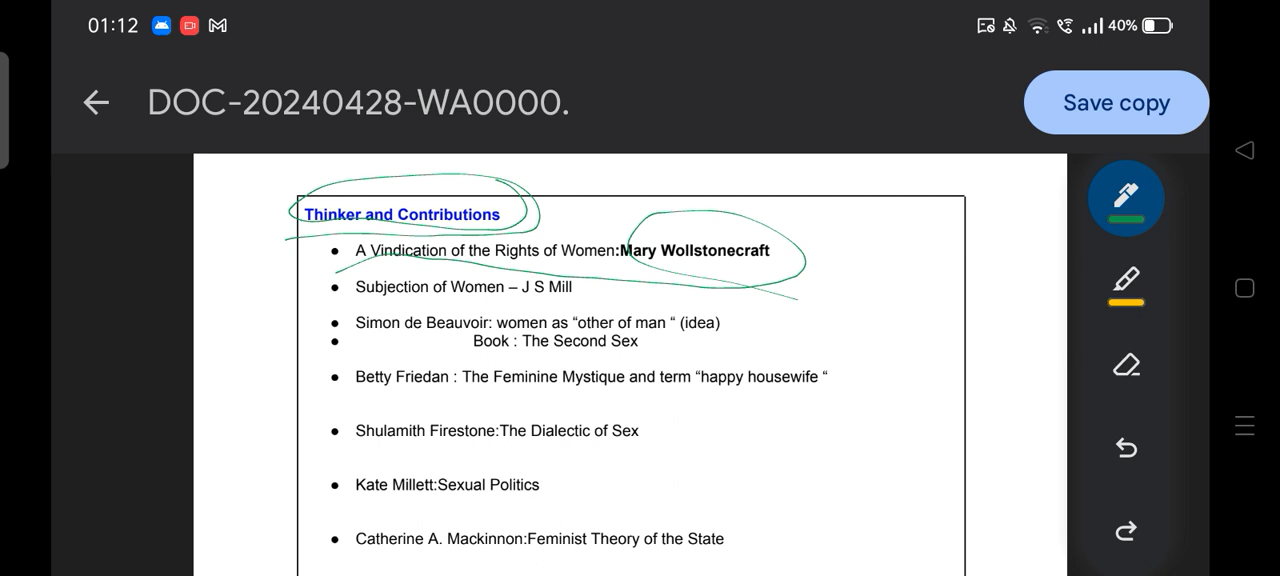 01:12
40%
DOC-20240428-WA0000.
Save copy
Thinker and Contributions
● A Vindication of the Rights of Women:Mary Wollstonecraft
● Subjection of Women – J S Mill
● Simon de Beauvoir: women as “other of man “ (idea)
● Book : The Second Sex
● Betty Friedan : The Feminine Mystique and term “happy housewife “
● Shulamith Firestone:The Dialectic of Sex
● Kate Millett:Sexual Politics
● Catherine A. Mackinnon:Feminist Theory of the State